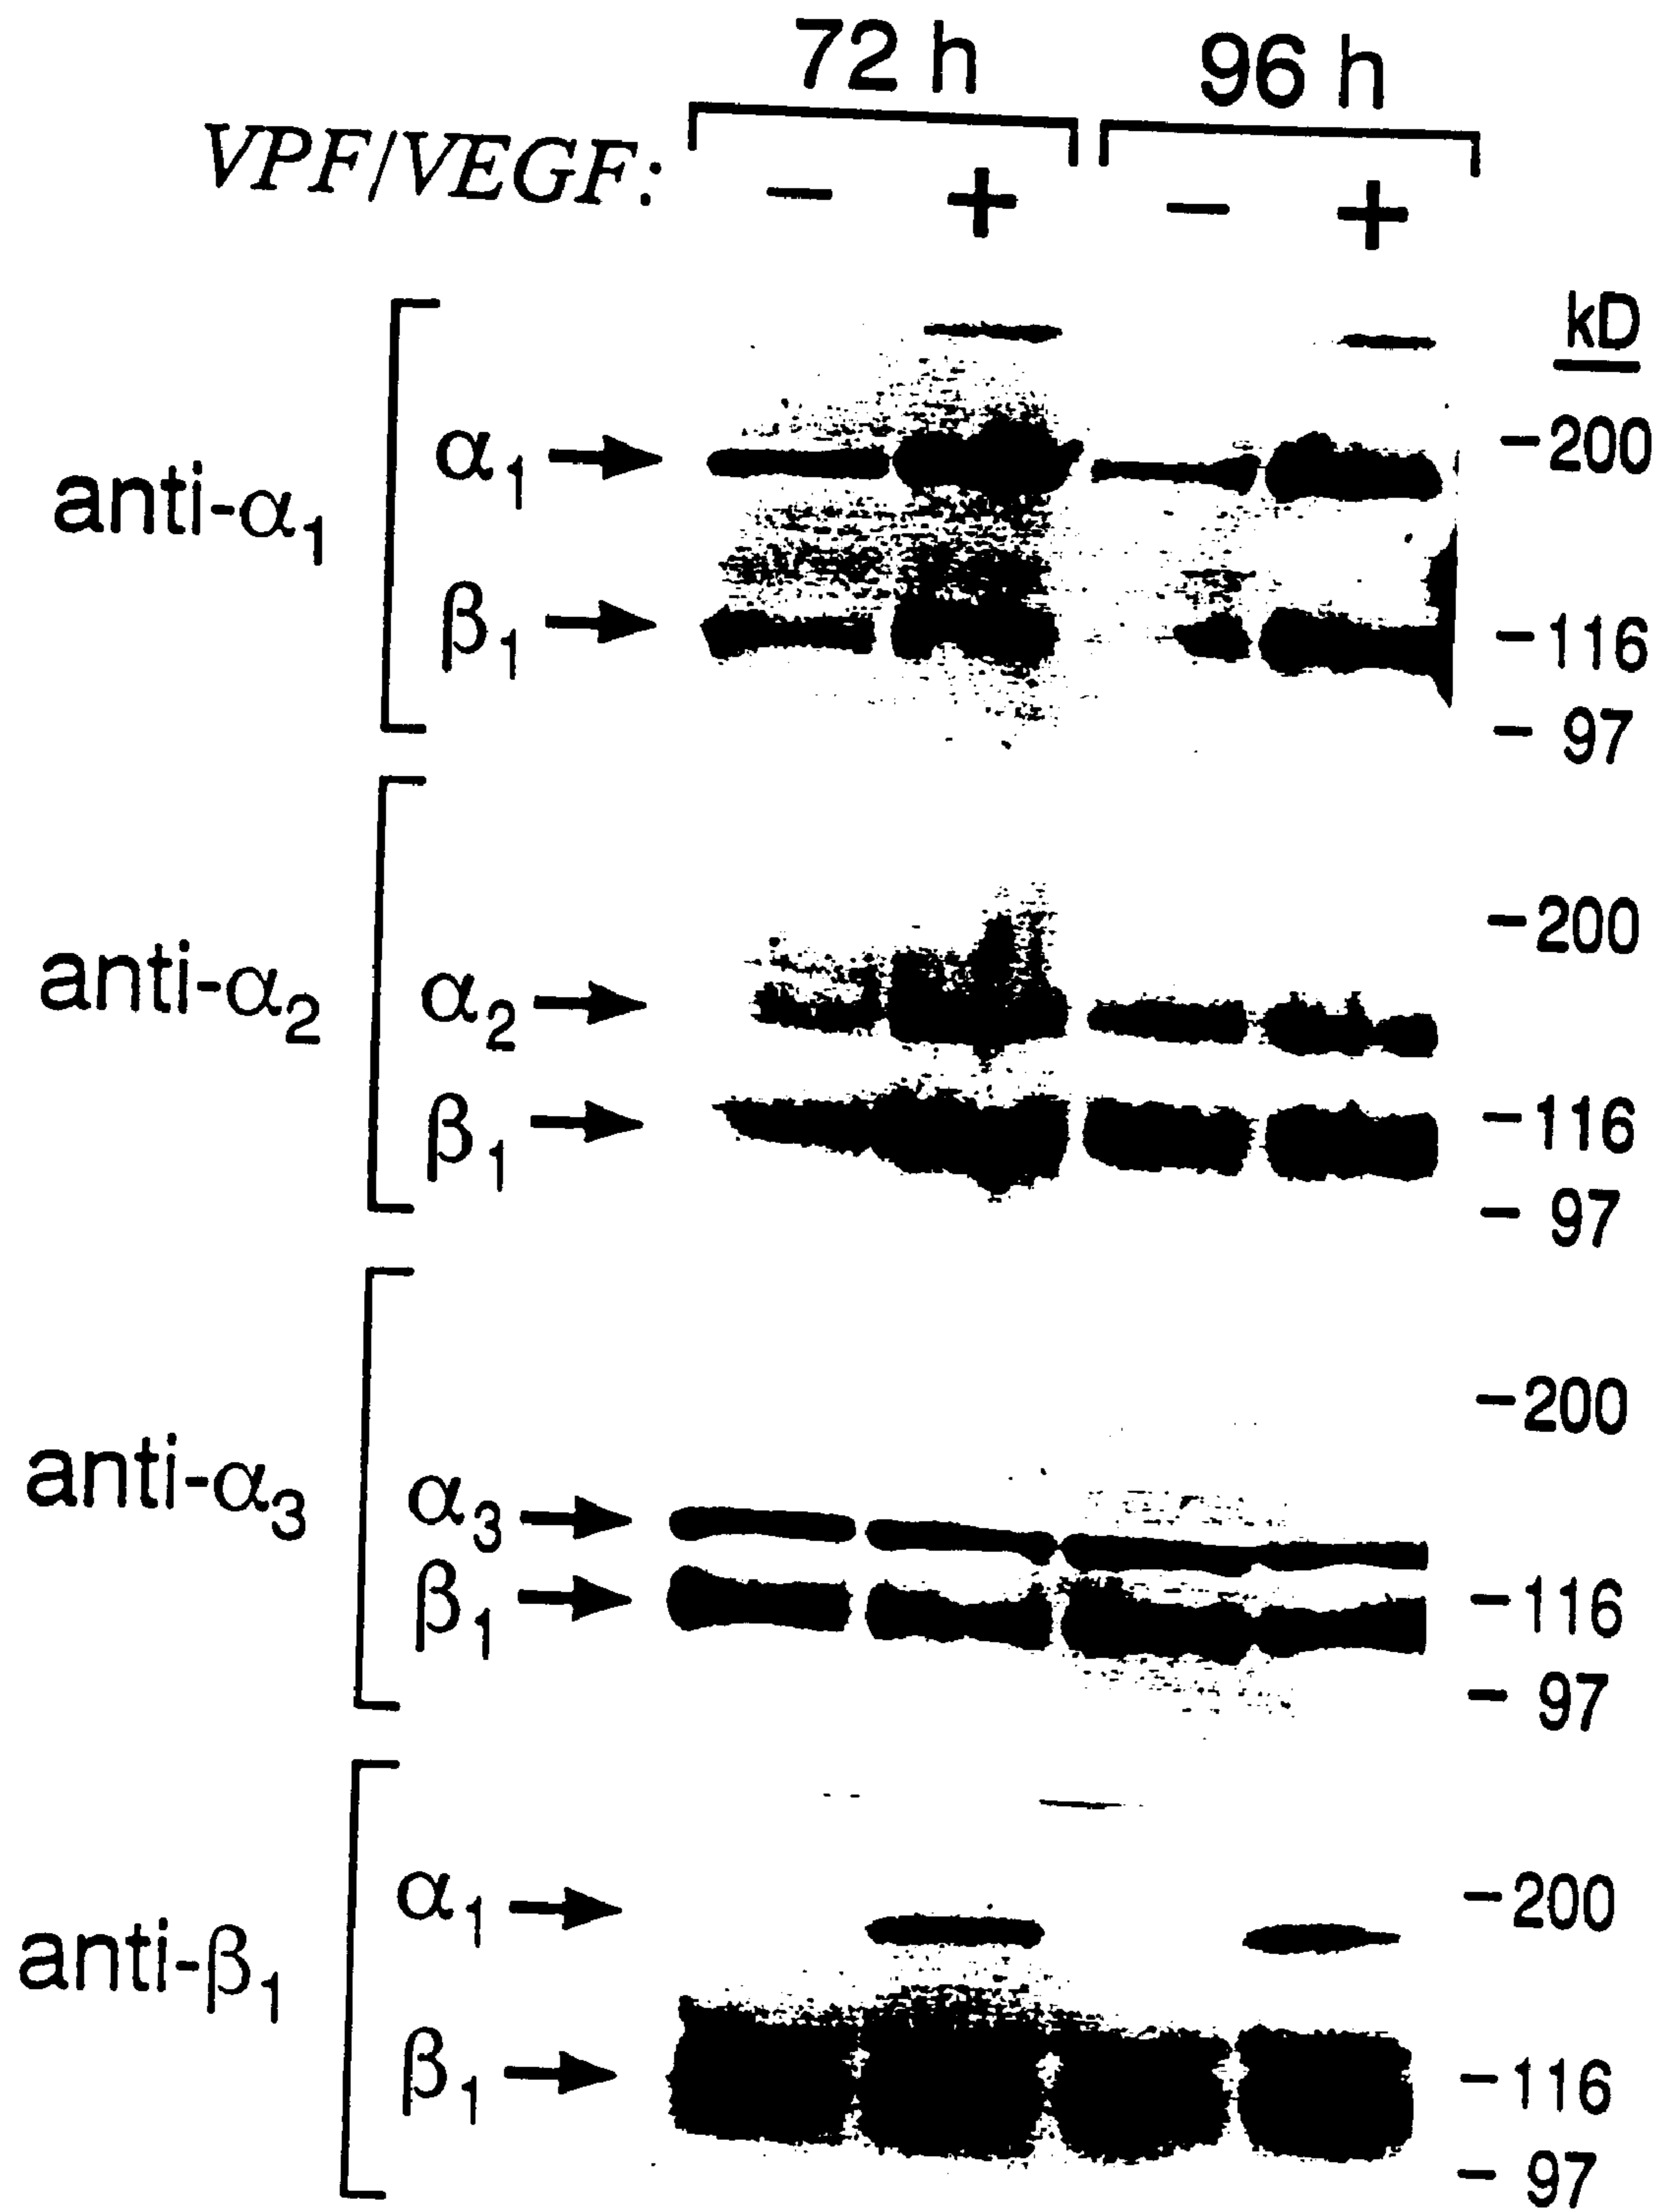 72 h 96 h
VPF/VEGF: − + − +
kD
α1 −200
anti-α1
β1 −116
− 97
−200
anti-α2 α2
β1 −116
− 97
−200
anti-α3 α3
β1 −116
− 97
α1 −200
anti-β1
β1 −116
− 97